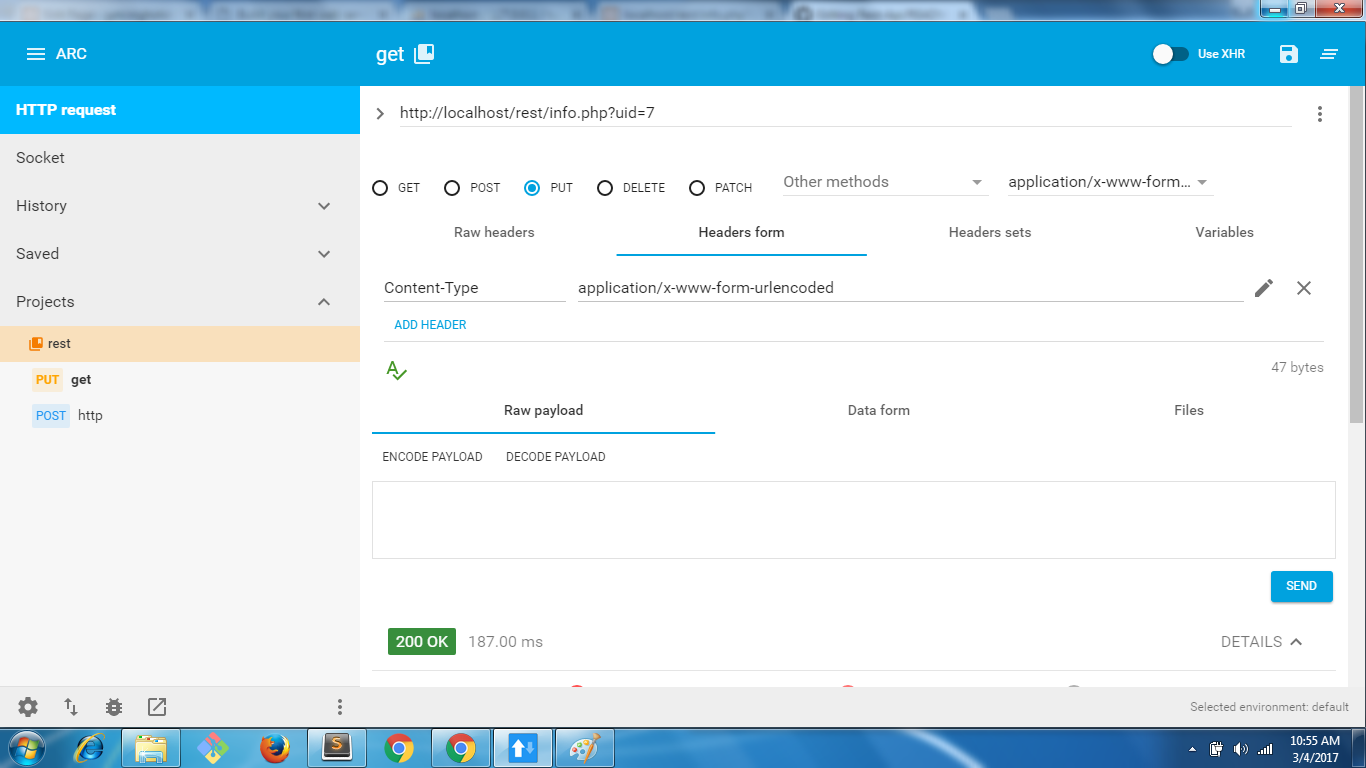 ARC
get
Use XHR
HTTP request
http://localhost/rest/info.php?uid=7
Socket
GET
POST
PUT
DELETE
PATCH
Other methods
application/x-www-form...
History
Raw headers
Headers form
Headers sets
Variables
Saved
Content-Type
application/x-www-form-urlencoded
Projects
ADD HEADER
rest
47 bytes
PUT get
POST http
Raw payload
Data form
Files
ENCODE PAYLOAD
DECODE PAYLOAD
SEND
200 OK
187.00 ms
DETAILS
Selected environment: default
10:55 AM
3/4/2017